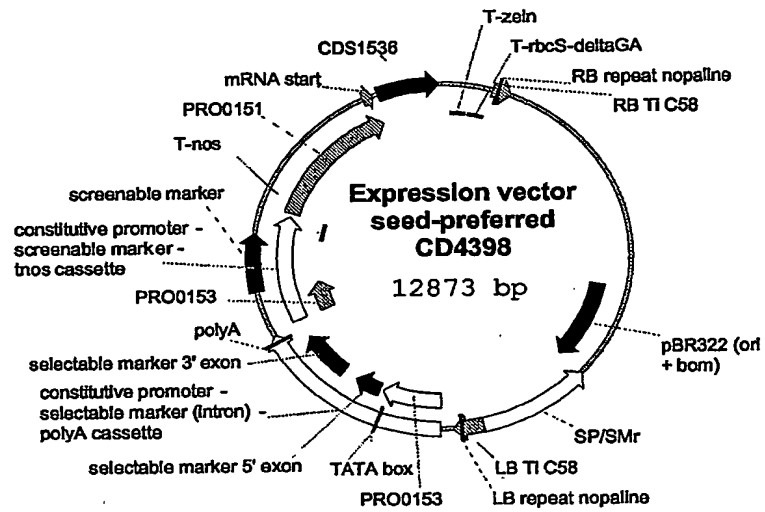 T-zein
CDS1536
T-rbcS-deltaGA
mRNA start
RB repeat nopaline
PRO0151
RB TI C58
T-nos
screenable marker
Expression vector
seed-preferred
CD4398
12873 bp
constitutive promoter -
screenable marker -
tnos cassette
PRO0153
polyA
pBR322 (ori
+ bom)
selectable marker 3' exon
constitutive promoter -
selectable marker (intron) -
polyA cassette
SP/SMr
selectable marker 5' exon
TATA box
LB TI C58
PRO0153
LB repeat nopaline